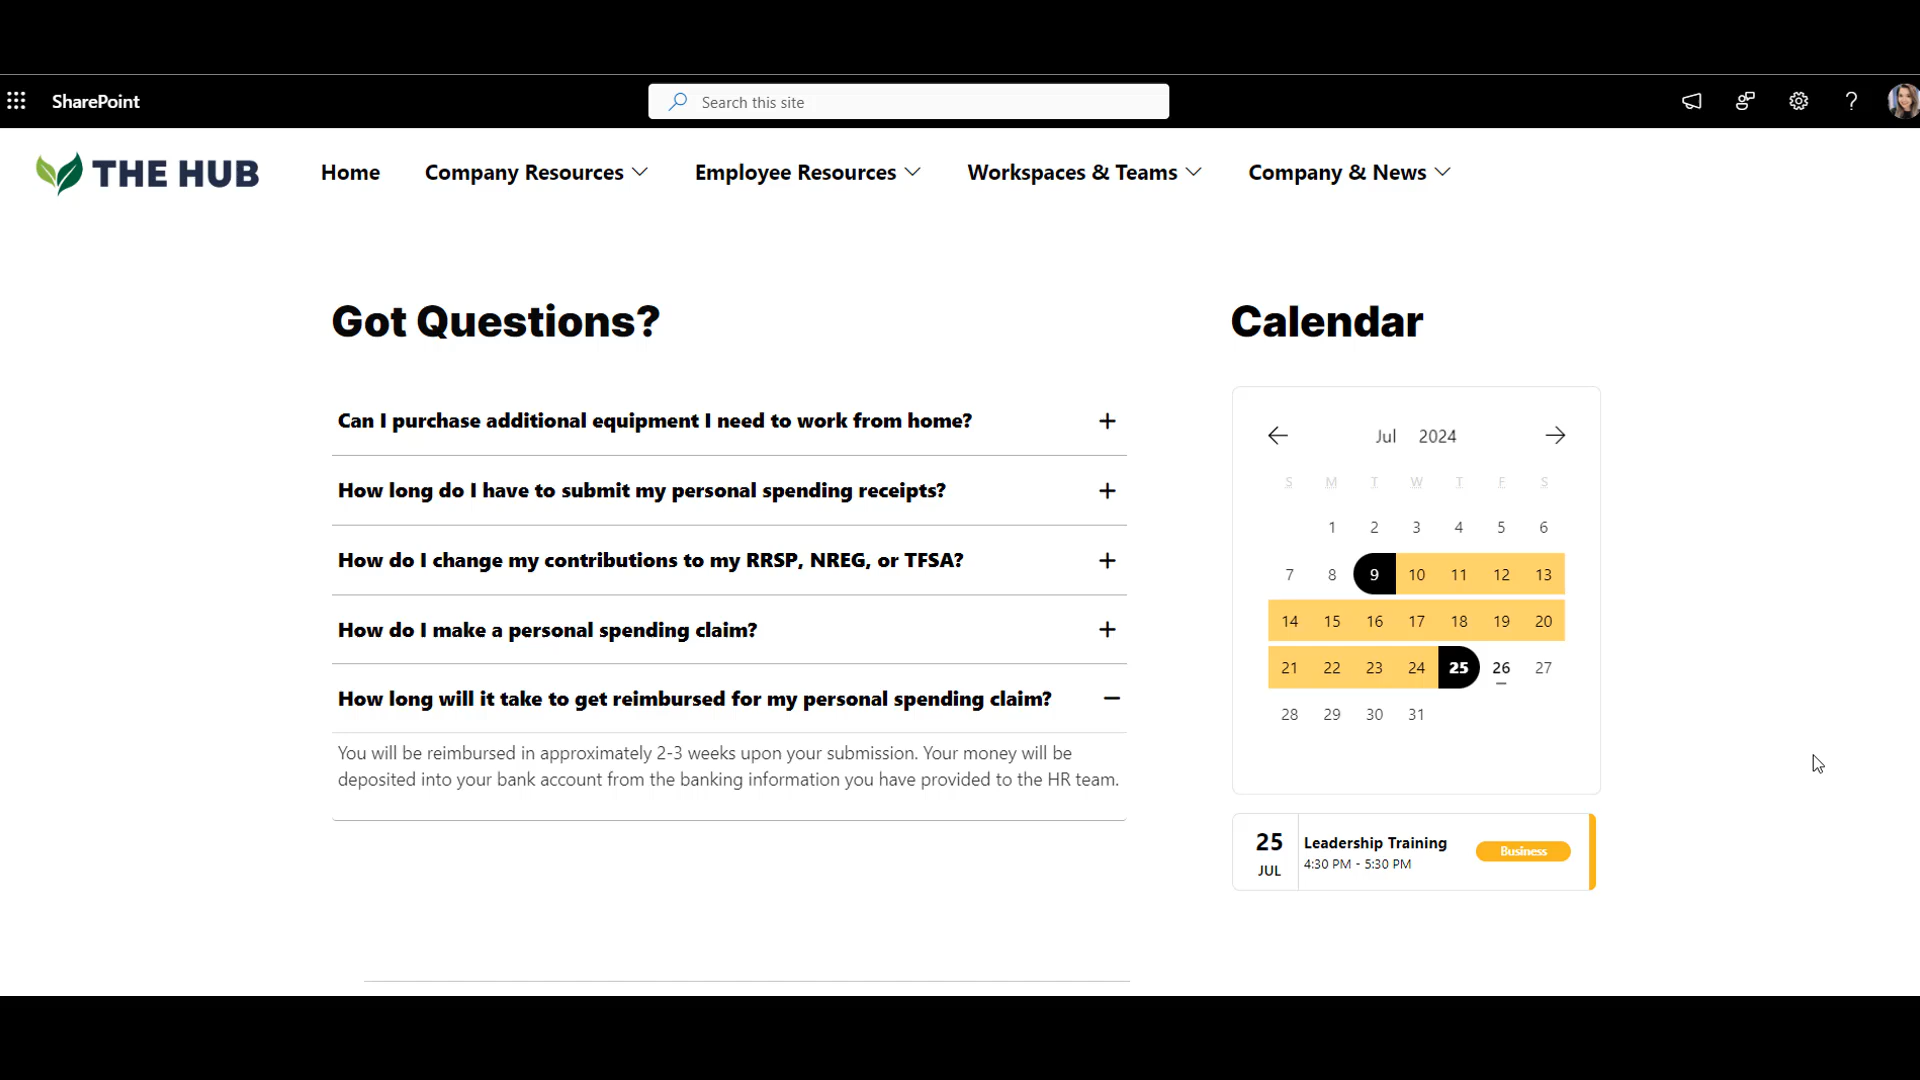 SharePoint
Search this site
THE HUB
Home
Company Resources
Employee Resources
Workspaces & Teams
Company & News
Got Questions?
Can I purchase additional equipment I need to work from home?
How long do I have to submit my personal spending receipts?
How do I change my contributions to my RRSP, NREG, or TFSA?
How do I make a personal spending claim?
How long will it take to get reimbursed for my personal spending claim?
You will be reimbursed in approximately 2-3 weeks upon your submission. Your money will be
deposited into your bank account from the banking information you have provided to the HR team.
Calendar
Jul 2024
S M T W T F S
1 2 3 4 5 6
7 8 9 10 11 12 13
14 15 16 17 18 19 20
21 22 23 24 25 26 27
28 29 30 31
25
JUL
Leadership Training
4:30 PM - 5:30 PM
Business